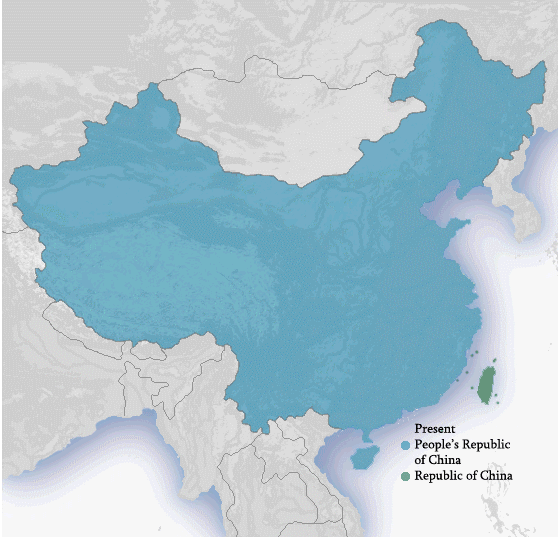 Present
People's Republic
of China
Republic of China